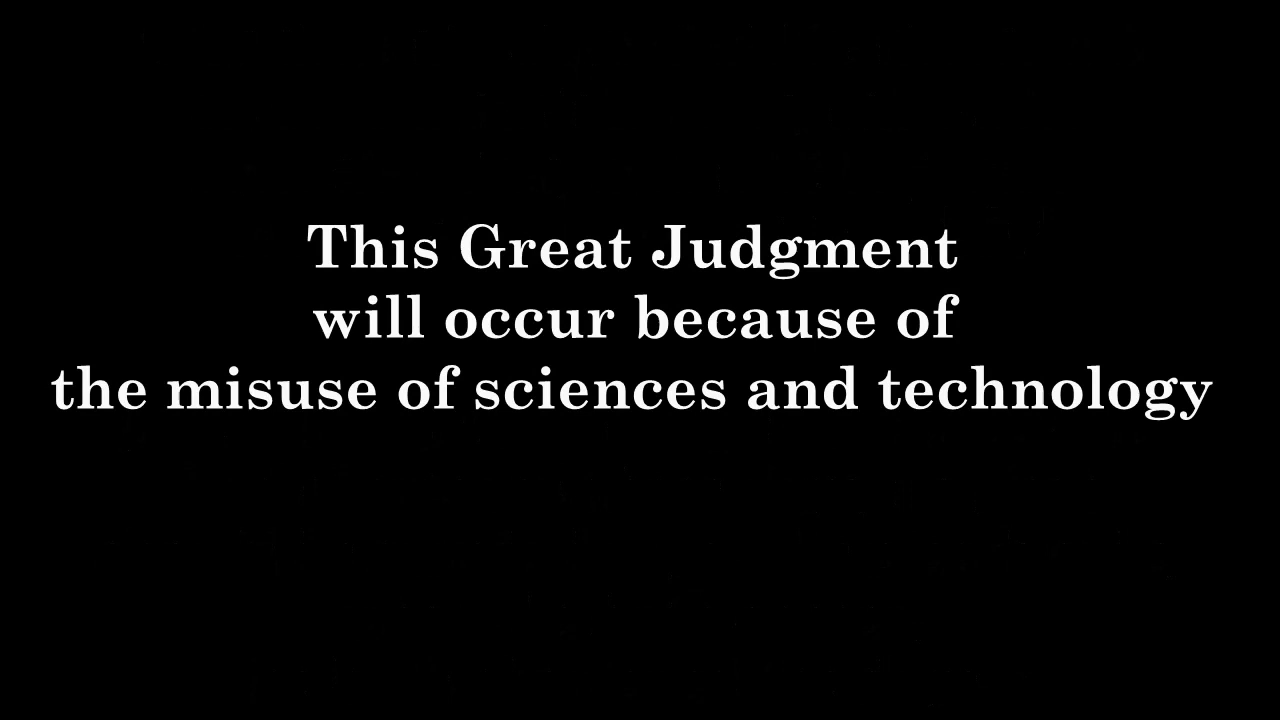 This Great Judgment
will occur because of
the misuse of sciences and technology